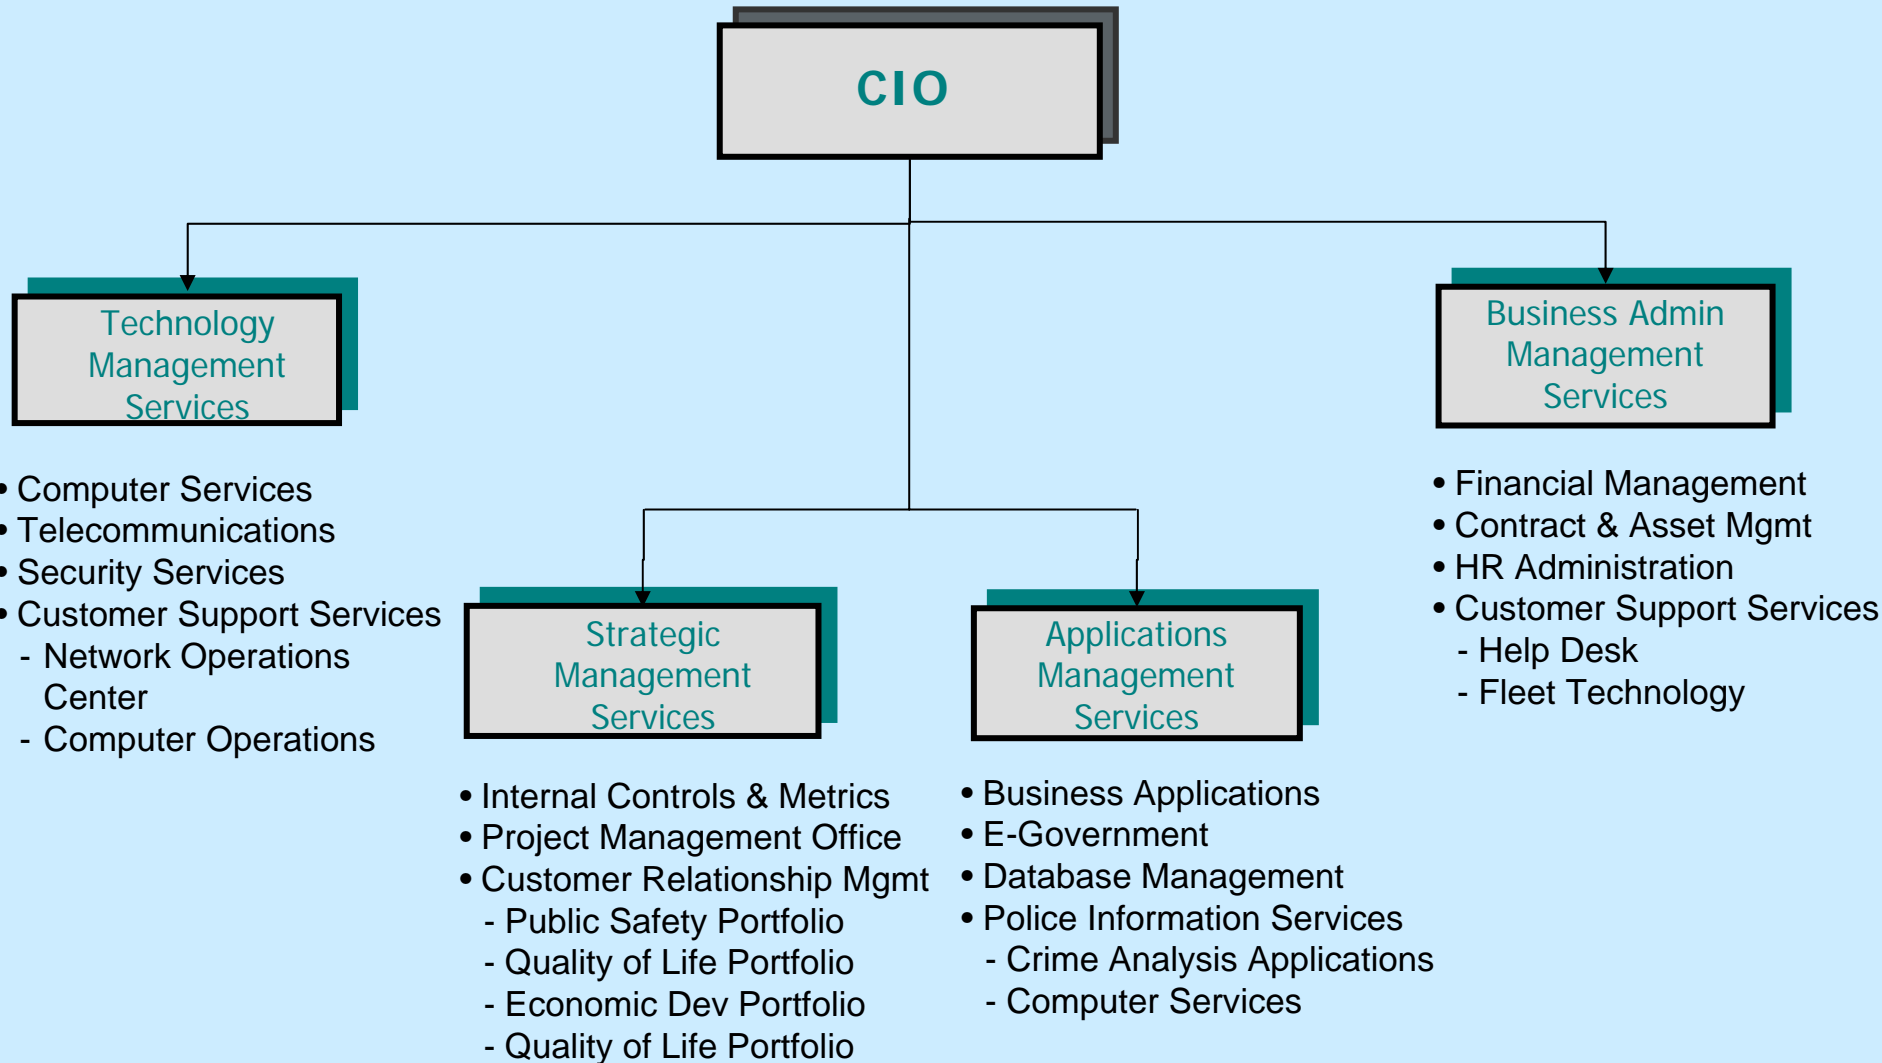 CIO
Technology
Management
Services
• Computer Services
• Telecommunications
• Security Services
• Customer Support Services
- Network Operations
Center
- Computer Operations
Strategic
Management
Services
• Internal Controls & Metrics
• Project Management Office
• Customer Relationship Mgmt
- Public Safety Portfolio
- Quality of Life Portfolio
- Economic Dev Portfolio
- Quality of Life Portfolio
Applications
Management
Services
• Business Applications
• E-Government
• Database Management
• Police Information Services
- Crime Analysis Applications
- Computer Services
Business Admin
Management
Services
• Financial Management
• Contract & Asset Mgmt
• HR Administration
• Customer Support Services
- Help Desk
- Fleet Technology